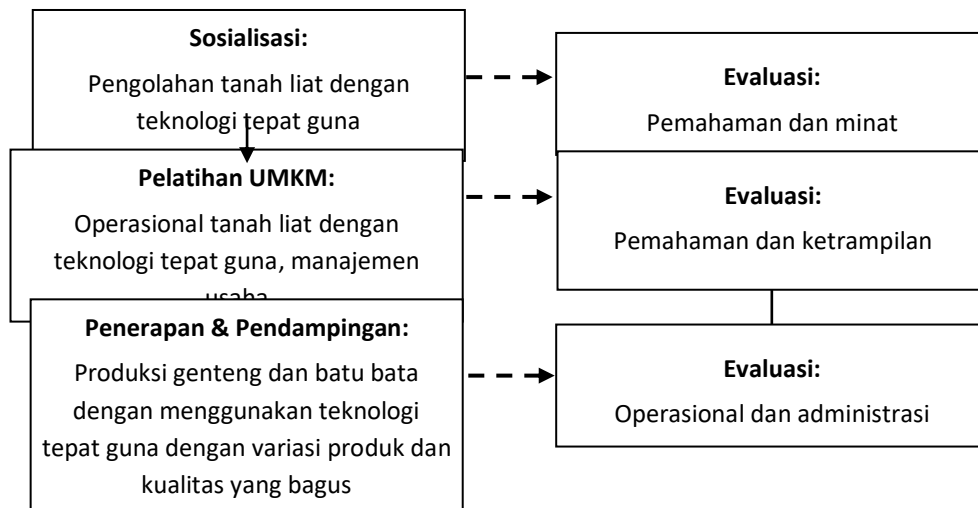 Sosialisasi:
Pengolahan tanah liat dengan
teknologi tepat guna
Evaluasi:
Pemahaman dan minat
Pelatihan UMKM:
Operasional tanah liat dengan
teknologi tepat guna, manajemen
usaha
Evaluasi:
Pemahaman dan ketrampilan
Penerapan & Pendampingan:
Produksi genteng dan batu bata
dengan menggunakan teknologi
tepat guna dengan variasi produk dan
kualitas yang bagus
Evaluasi:
Operasional dan administrasi